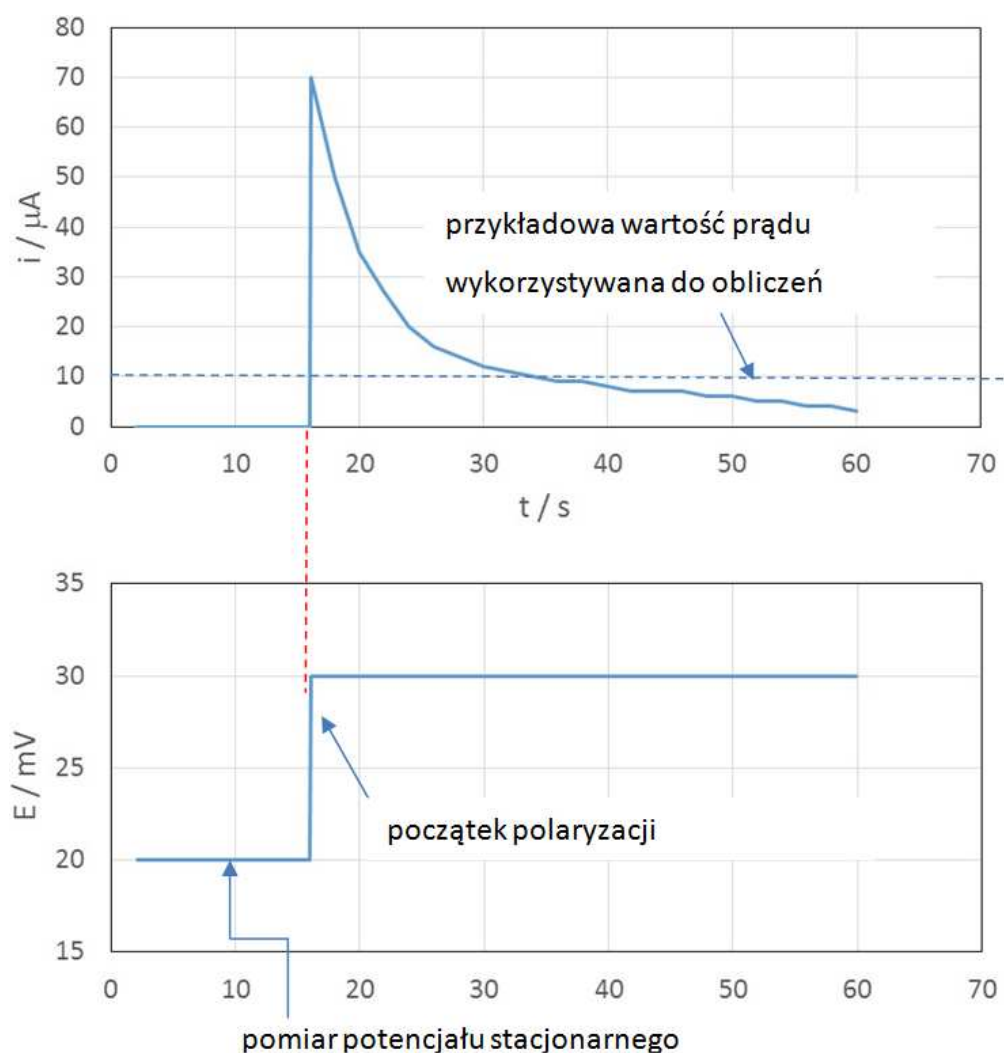 80
70
60
50
40
30
20
10
0
i / μA
przykładowa wartość prądu
wykorzystywana do obliczeń
0 10 20 30 40 50 60 70
t / s
35
30
25
20
15
E / mV
początek polaryzacji
0 10 20 30 40 50 60 70
pomiar potencjału stacjonarnego